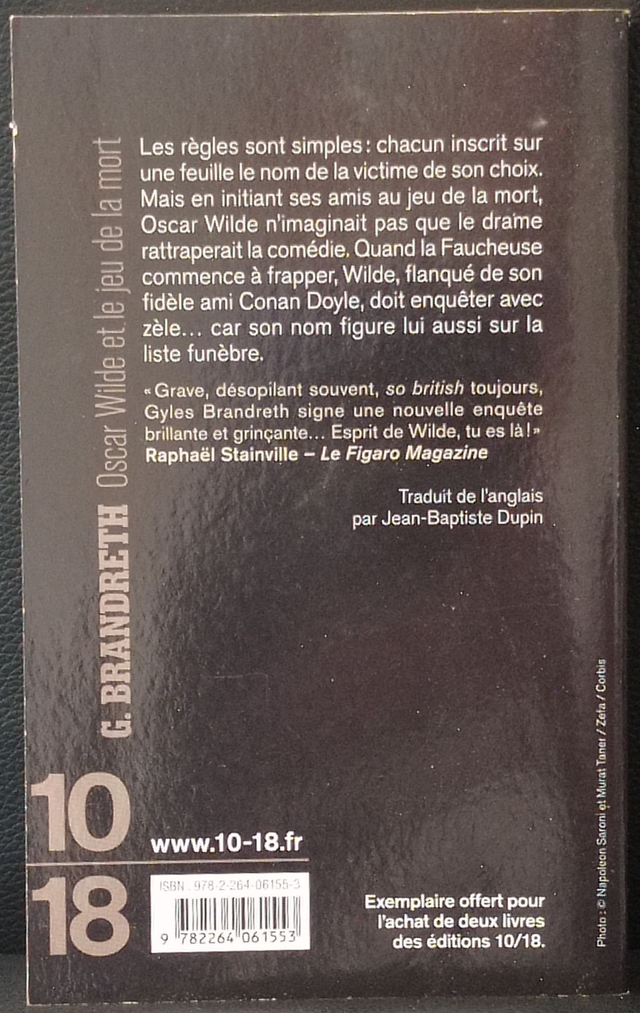 Les règles sont simples : chacun inscrit sur
une feuille le nom de la victime de son choix.
Mais en initiant ses amis au jeu de la mort,
Oscar Wilde n'imaginait pas que le drame
rattraperait la comédie. Quand la Faucheuse
commence à frapper, Wilde, flanqué de son
fidèle ami Conan Doyle, doit enquêter avec
zèle... car son nom figure lui aussi sur la
liste funèbre.
« Grave, désopilant souvent, so british toujours,
Gyles Brandreth signe une nouvelle enquête
brillante et grinçante... Esprit de Wilde, tu es là ! »
Raphaël Stainville – Le Figaro Magazine
Traduit de l'anglais
par Jean-Baptiste Dupin
G. BRANDRETH Oscar Wilde et le jeu de la mort
10
18
www.10-18.fr
ISBN : 978-2-264-06155-3
9 782264 061553
Exemplaire offert pour
l'achat de deux livres
des éditions 10/18.
Photo : © Napoleon Saroni et Murat Taner / Zefa / Corbis